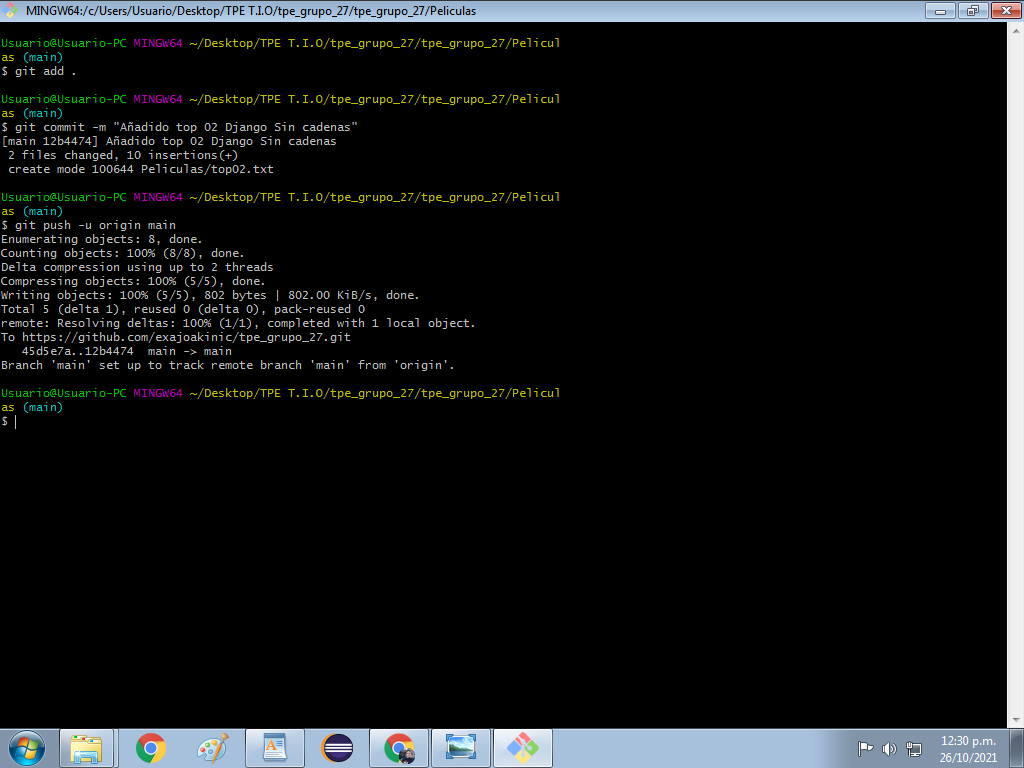 MINGW64:/c/Users/Usuario/Desktop/TPE T.I.O/tpe_grupo_27/tpe_grupo_27/Peliculas
Usuario@Usuario-PC MINGW64 ~/Desktop/TPE T.I.O/tpe_grupo_27/tpe_grupo_27/Pelicul
as (main)
$ git add .
Usuario@Usuario-PC MINGW64 ~/Desktop/TPE T.I.O/tpe_grupo_27/tpe_grupo_27/Pelicul
as (main)
$ git commit -m "Añadido top 02 Django Sin cadenas"
[main 12b4474] Añadido top 02 Django Sin cadenas
2 files changed, 10 insertions(+)
create mode 100644 Peliculas/top02.txt
Usuario@Usuario-PC MINGW64 ~/Desktop/TPE T.I.O/tpe_grupo_27/tpe_grupo_27/Pelicul
as (main)
$ git push -u origin main
Enumerating objects: 8, done.
Counting objects: 100% (8/8), done.
Delta compression using up to 2 threads
Compressing objects: 100% (5/5), done.
Writing objects: 100% (5/5), 802 bytes | 802.00 KiB/s, done.
Total 5 (delta 1), reused 0 (delta 0), pack-reused 0
remote: Resolving deltas: 100% (1/1), completed with 1 local object.
To https://github.com/exajoakinic/tpe_grupo_27.git
45d5e7a..12b4474  main -> main
Branch 'main' set up to track remote branch 'main' from 'origin'.
Usuario@Usuario-PC MINGW64 ~/Desktop/TPE T.I.O/tpe_grupo_27/tpe_grupo_27/Pelicul
as (main)
$
12:30 p.m.
26/10/2021